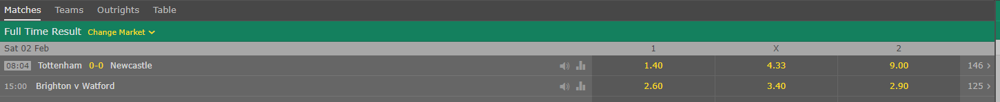 Matches Teams Outrights Table
Full Time Result Change Market
Sat 02 Feb 1 X 2
08:04 Tottenham 0-0 Newcastle 1.40 4.33 9.00 146
15:00 Brighton v Watford 2.60 3.40 2.90 125